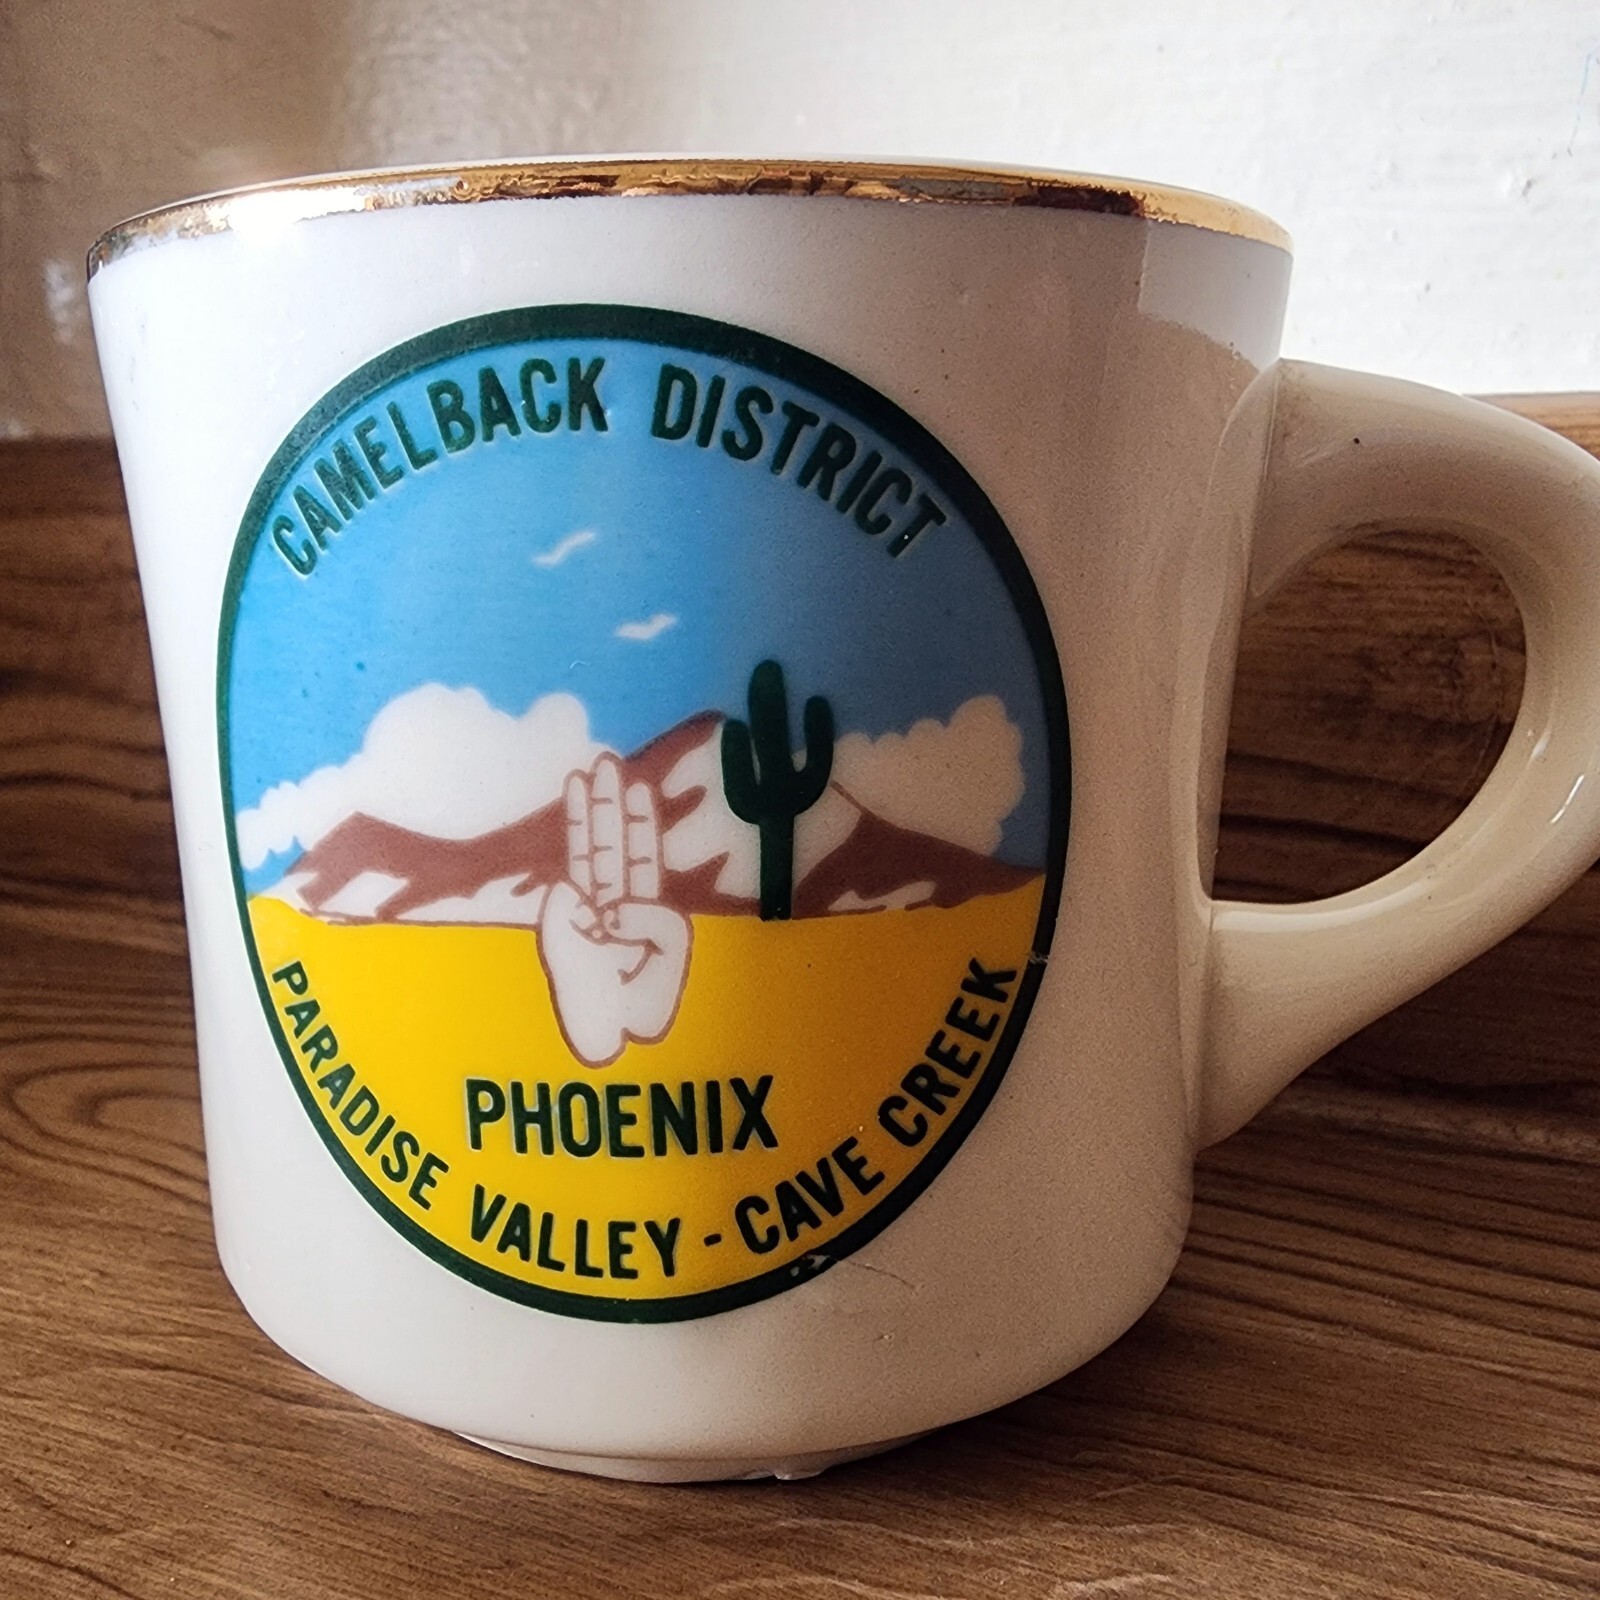 CAMELBACK DISTRICT
PHOENIX
PARADISE VALLEY - CAVE CREEK